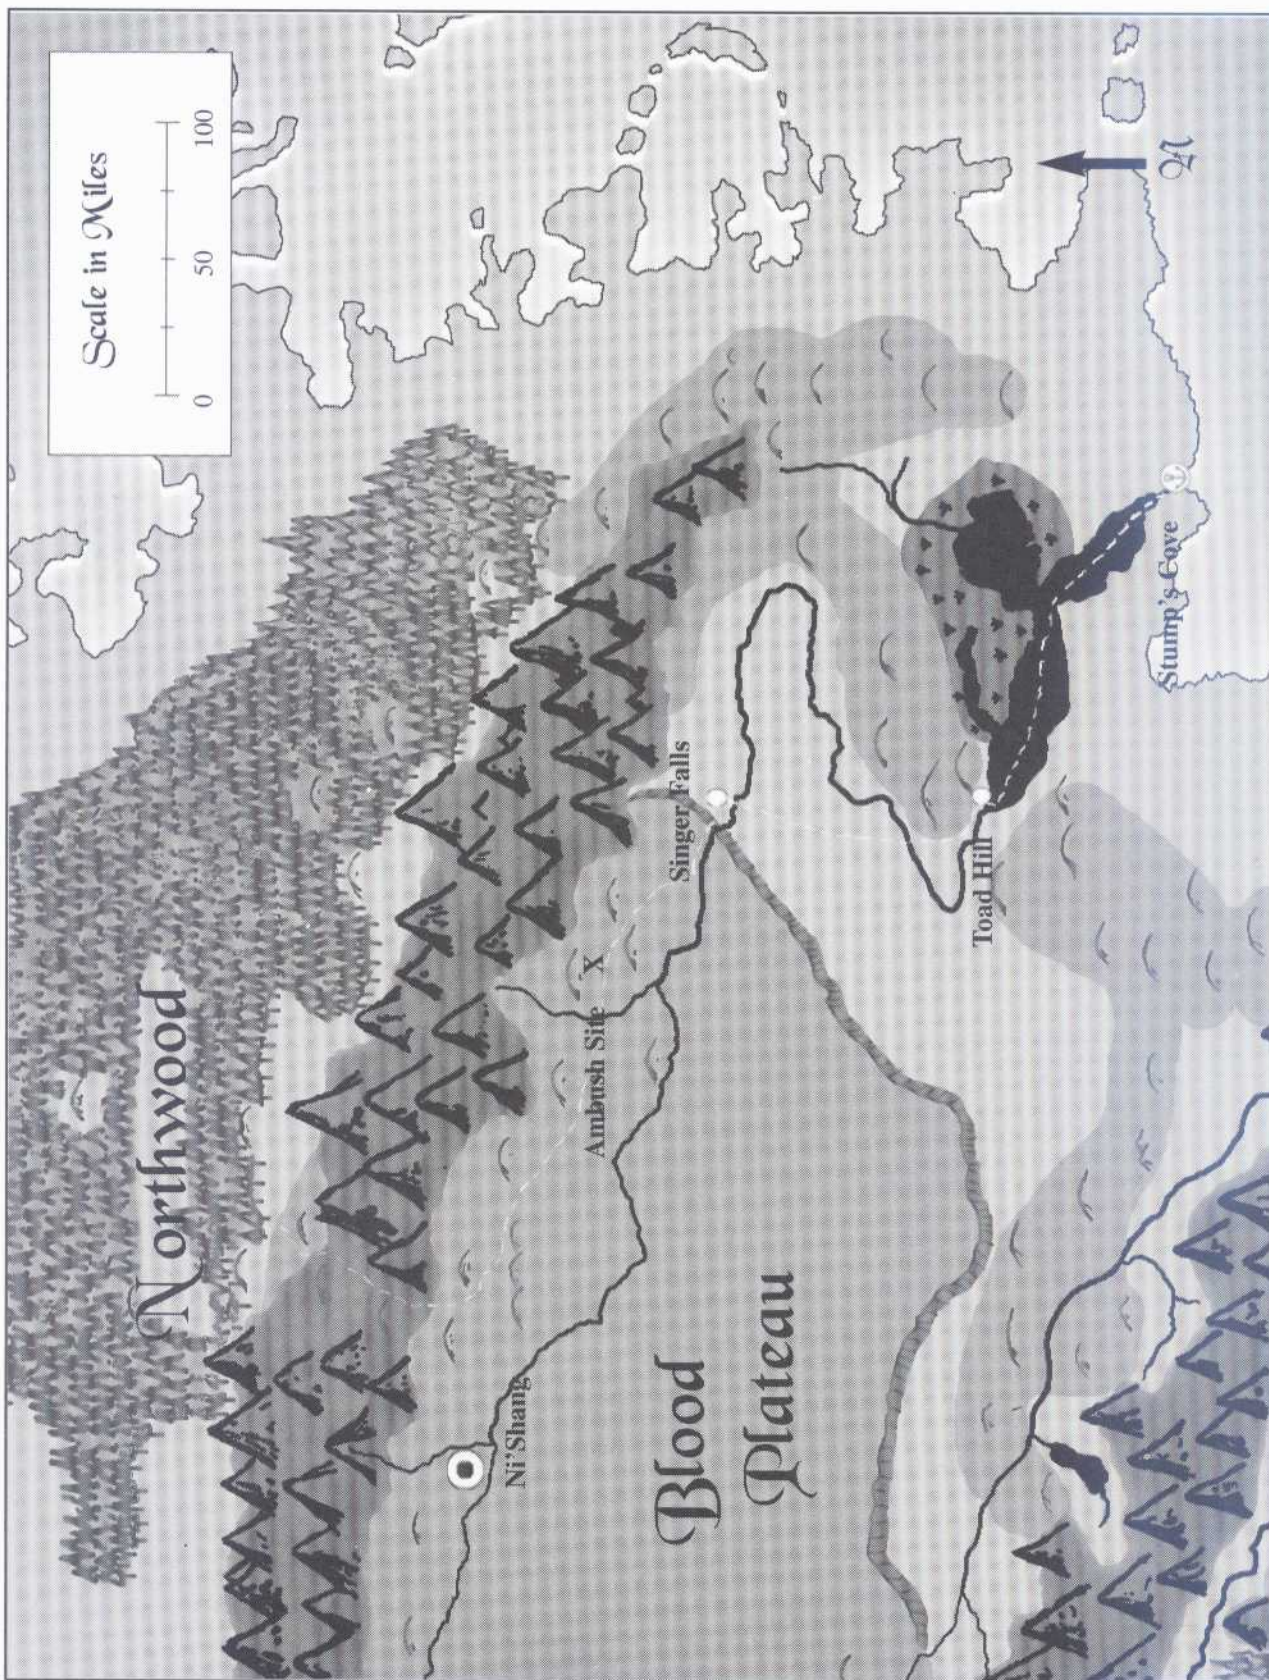 Scale in Miles
0 50 100
Northwood
Singer Falls
Ambush Site X
Ni'Shang
Blood
Plateau
Toad Hill
Stump's Cove
N